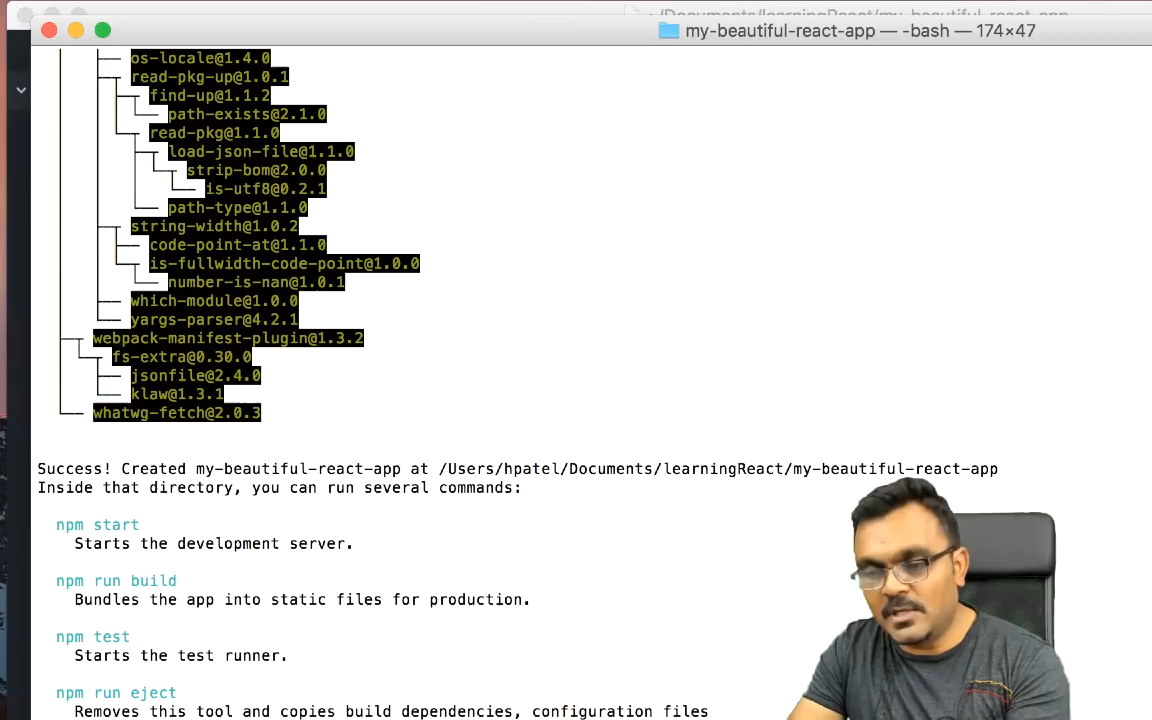 ~/Documents/learningReact/my-beautiful-react-app
my-beautiful-react-app — -bash — 174×47
os-locale@1.4.0
read-pkg-up@1.0.1
find-up@1.1.2
path-exists@2.1.0
read-pkg@1.1.0
load-json-file@1.1.0
strip-bom@2.0.0
is-utf8@0.2.1
path-type@1.1.0
string-width@1.0.2
code-point-at@1.1.0
is-fullwidth-code-point@1.0.0
number-is-nan@1.0.1
which-module@1.0.0
yargs-parser@4.2.1
webpack-manifest-plugin@1.3.2
fs-extra@0.30.0
jsonfile@2.4.0
klaw@1.3.1
whatwg-fetch@2.0.3
Success! Created my-beautiful-react-app at /Users/hpatel/Documents/learningReact/my-beautiful-react-app
Inside that directory, you can run several commands:
npm start
Starts the development server.
npm run build
Bundles the app into static files for production.
npm test
Starts the test runner.
npm run eject
Removes this tool and copies build dependencies, configuration files